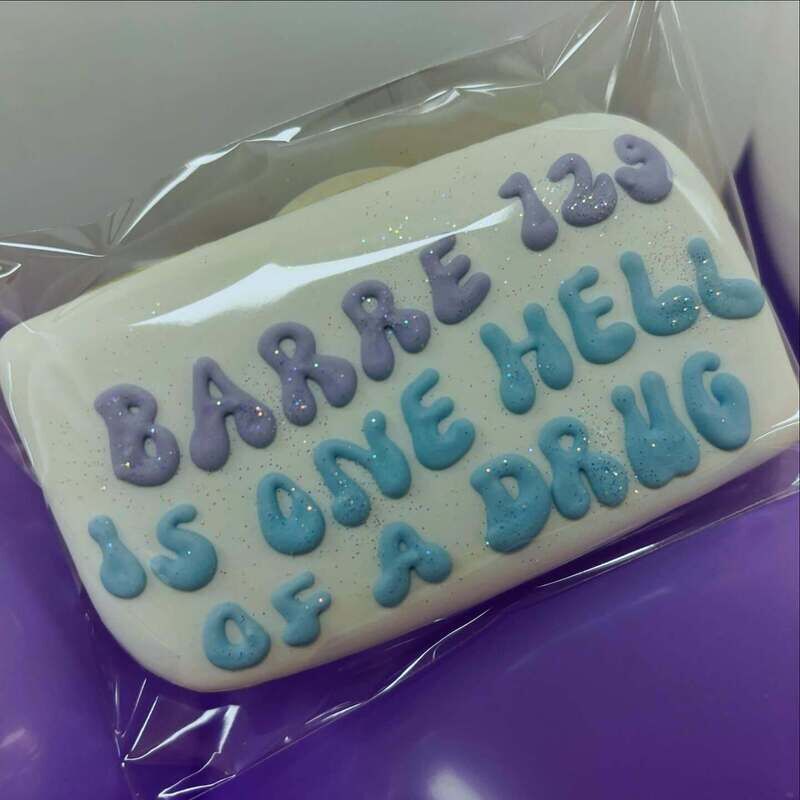 BARRE 129
IS ONE HELL
OF A DRUG